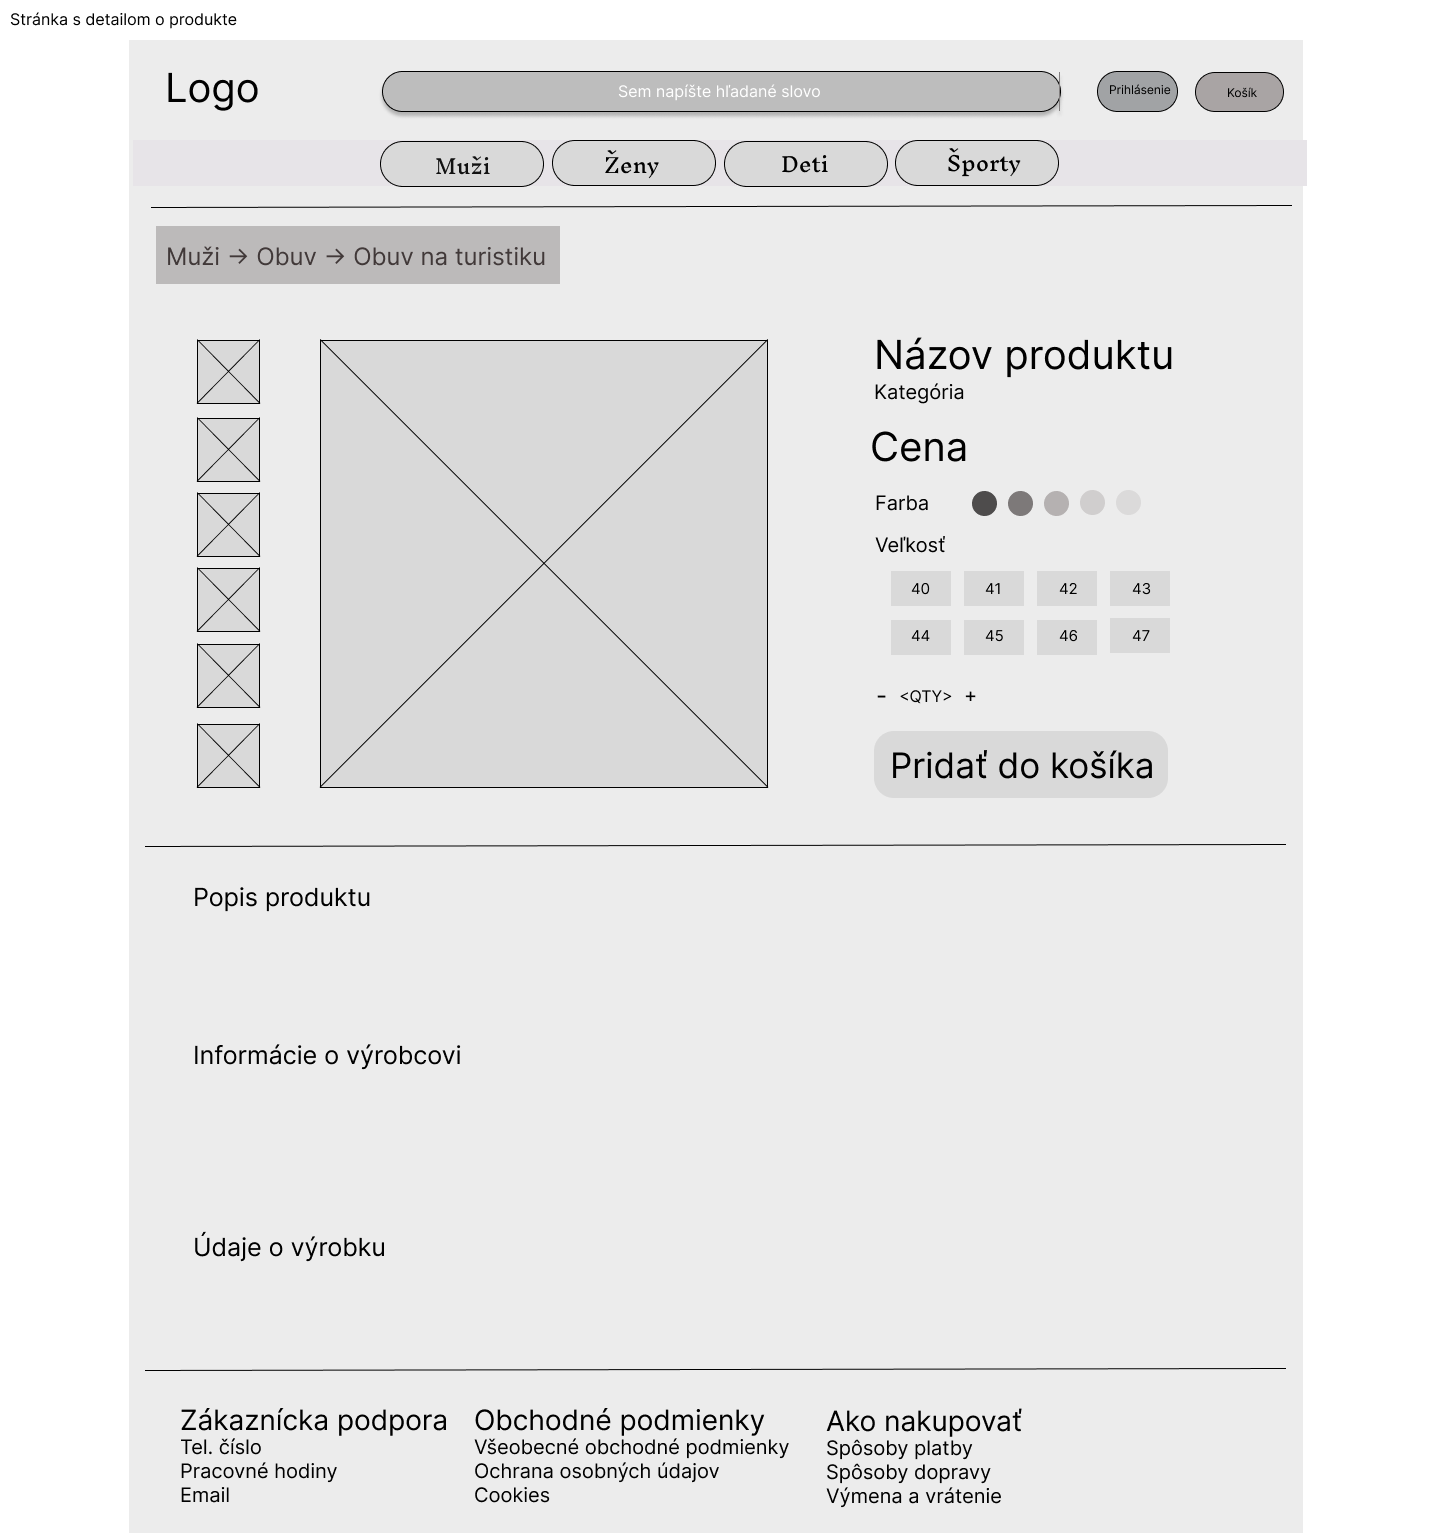 Stránka s detailom o produkte
Logo
Sem napíšte hľadané slovo
Prihlásenie
Košík
Muži
Ženy
Deti
Športy
Muži → Obuv → Obuv na turistiku
Názov produktu
Kategória
Cena
Farba
Veľkosť
40 41 42 43
44 45 46 47
- <QTY> +
Pridať do košíka
Popis produktu
Informácie o výrobcovi
Údaje o výrobku
Zákaznícka podpora
Tel. číslo
Pracovné hodiny
Email
Obchodné podmienky
Všeobecné obchodné podmienky
Ochrana osobných údajov
Cookies
Ako nakupovať
Spôsoby platby
Spôsoby dopravy
Výmena a vrátenie